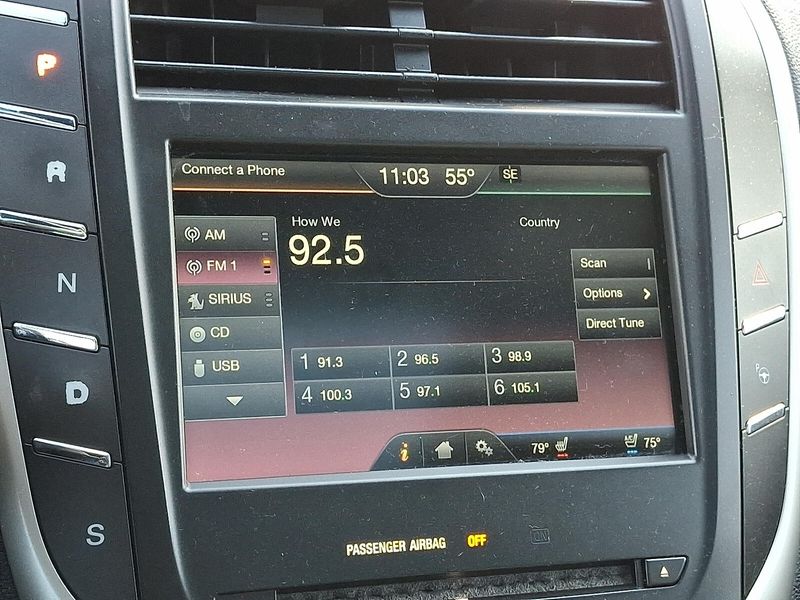 P
R
N
D
S
Connect a Phone
11:03 55° SE
AM
FM 1
SIRIUS
CD
USB
How We
Country
92.5
Scan
Options
Direct Tune
1 91.3 2 96.5 3 98.9
4 100.3 5 97.1 6 105.1
i
79° A/C 75°
PASSENGER AIRBAG OFF ON
P